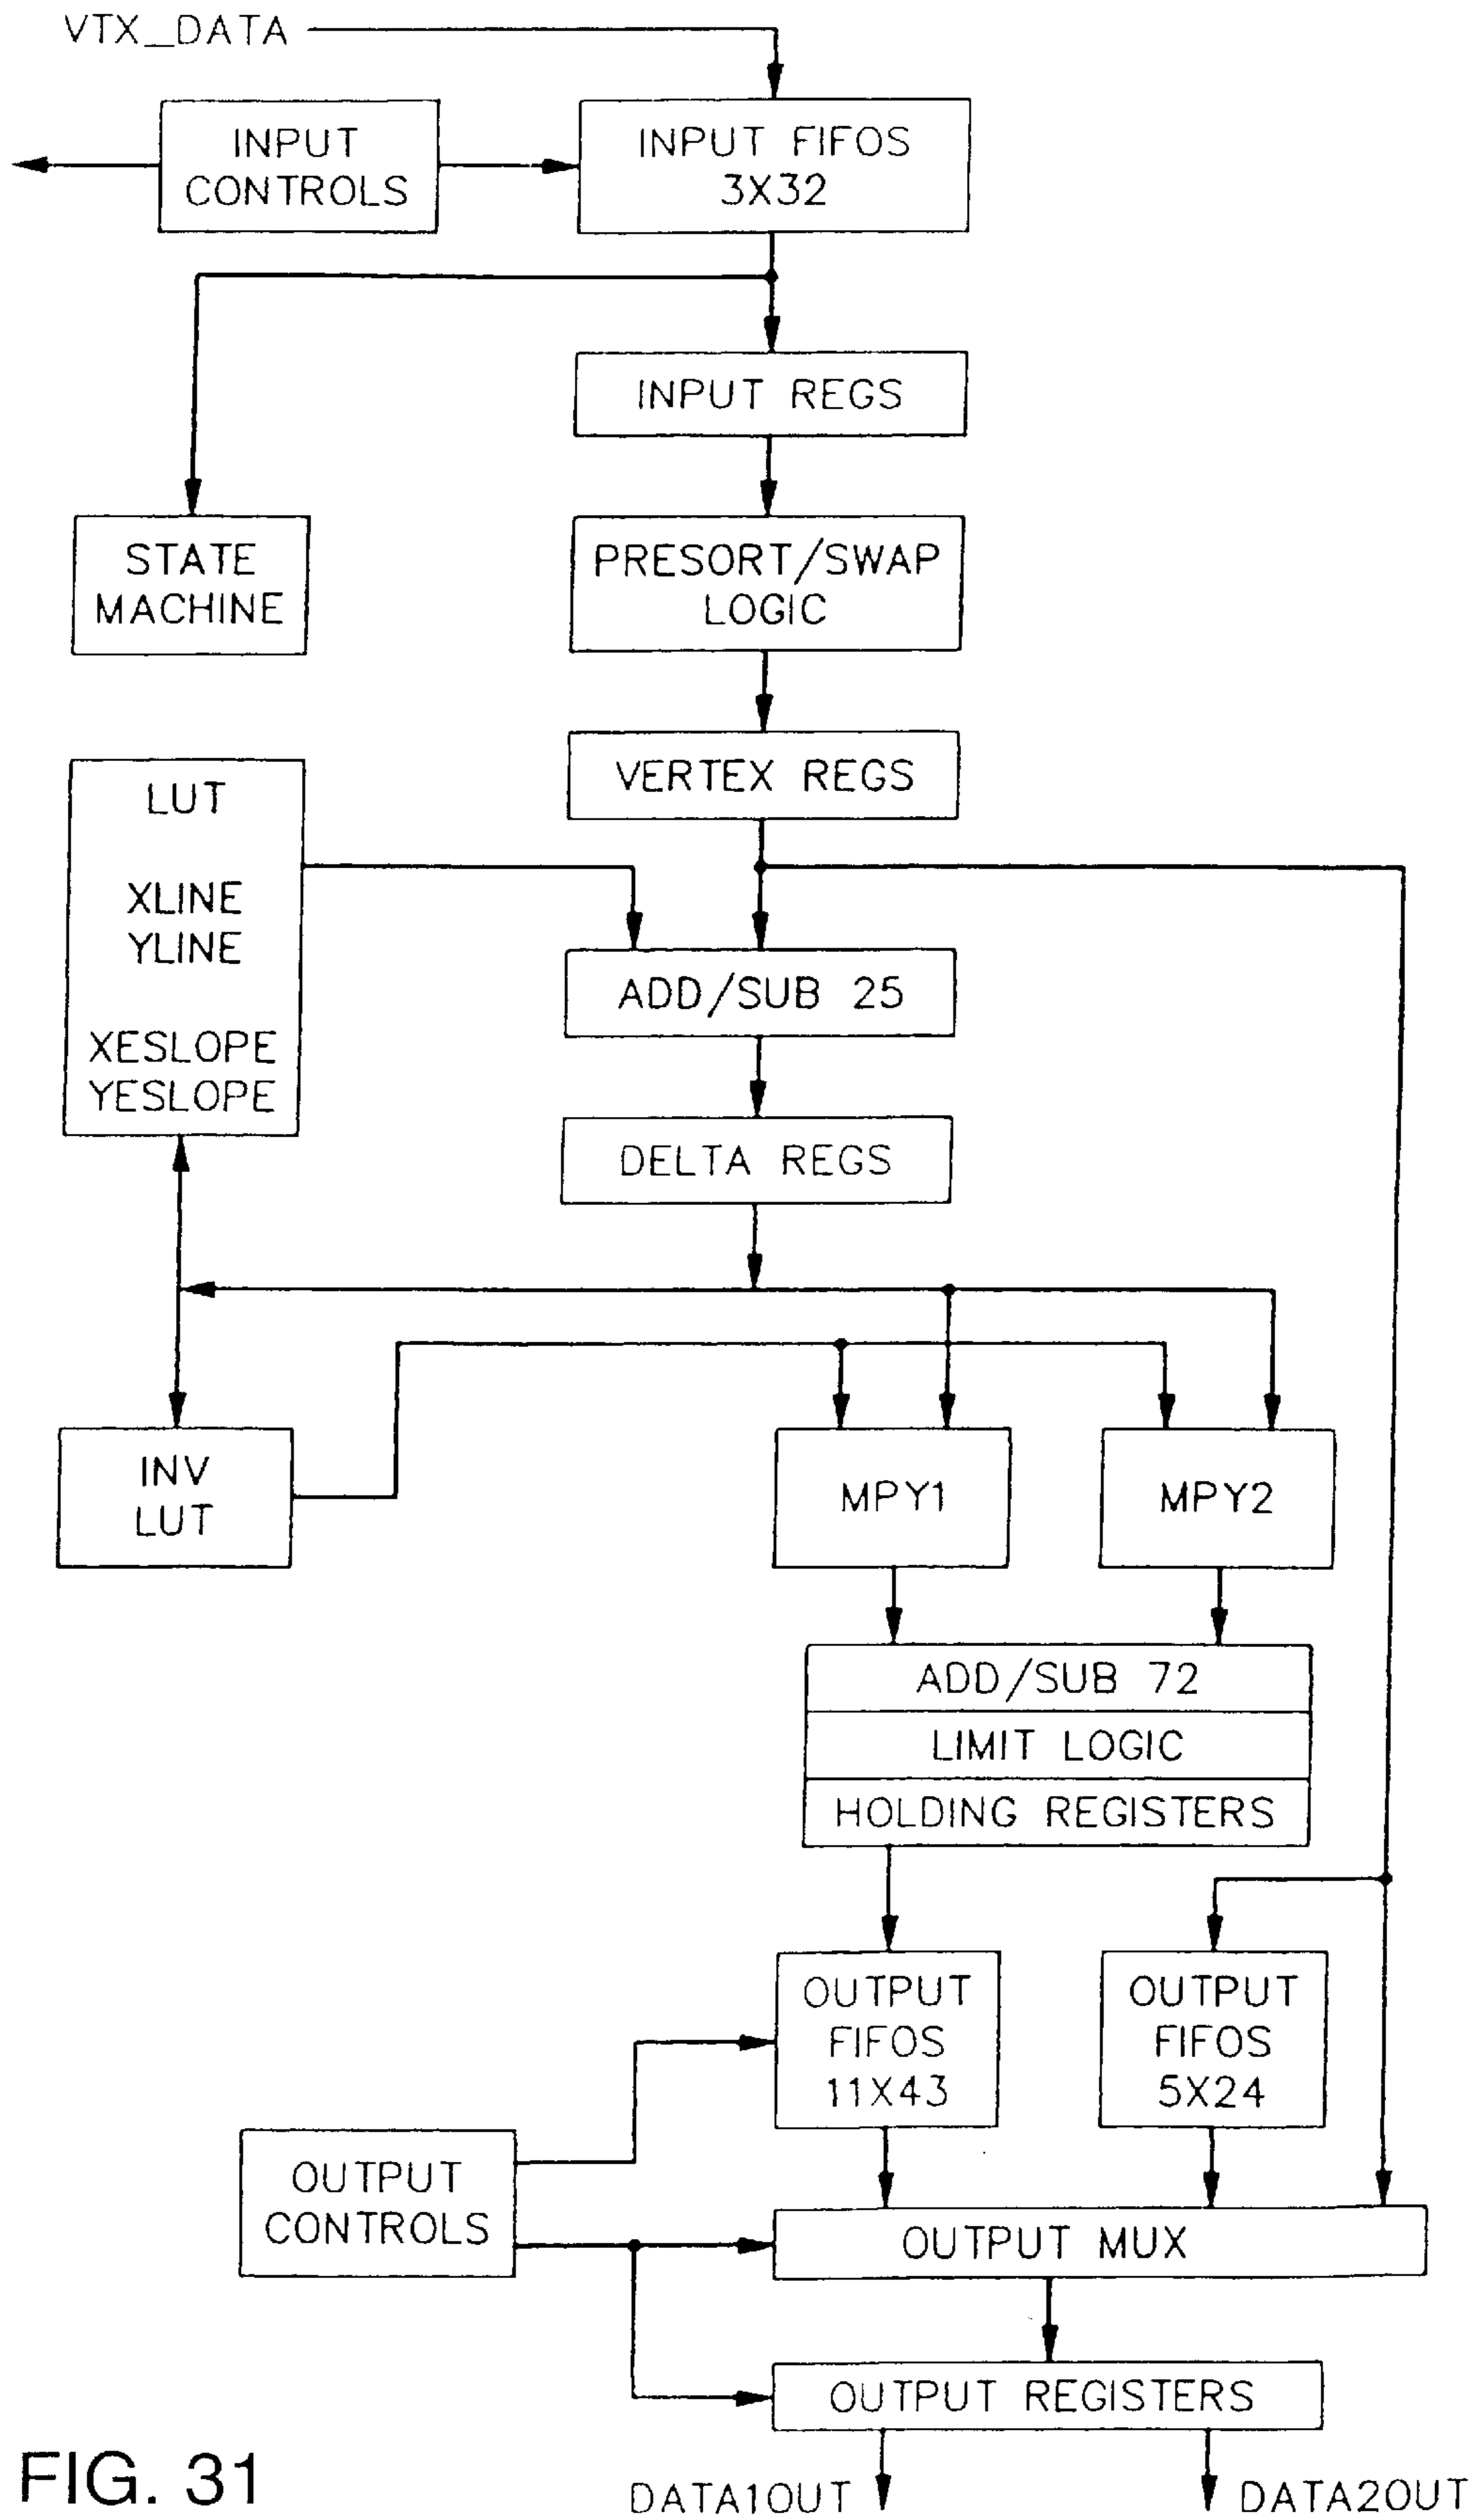 VTX_DATA
INPUT
CONTROLS
INPUT FIFOS
3X32
INPUT REGS
STATE
MACHINE
PRESORT/SWAP
LOGIC
VERTEX REGS
LUT
XLINE
YLINE
XESLOPE
YESLOPE
ADD/SUB 25
DELTA REGS
INV
LUT
MPY1
MPY2
ADD/SUB 72
LIMIT LOGIC
HOLDING REGISTERS
OUTPUT
FIFOS
11X43
OUTPUT
FIFOS
5X24
OUTPUT
CONTROLS
OUTPUT MUX
OUTPUT REGISTERS
DATA1OUT
DATA2OUT
FIG. 31